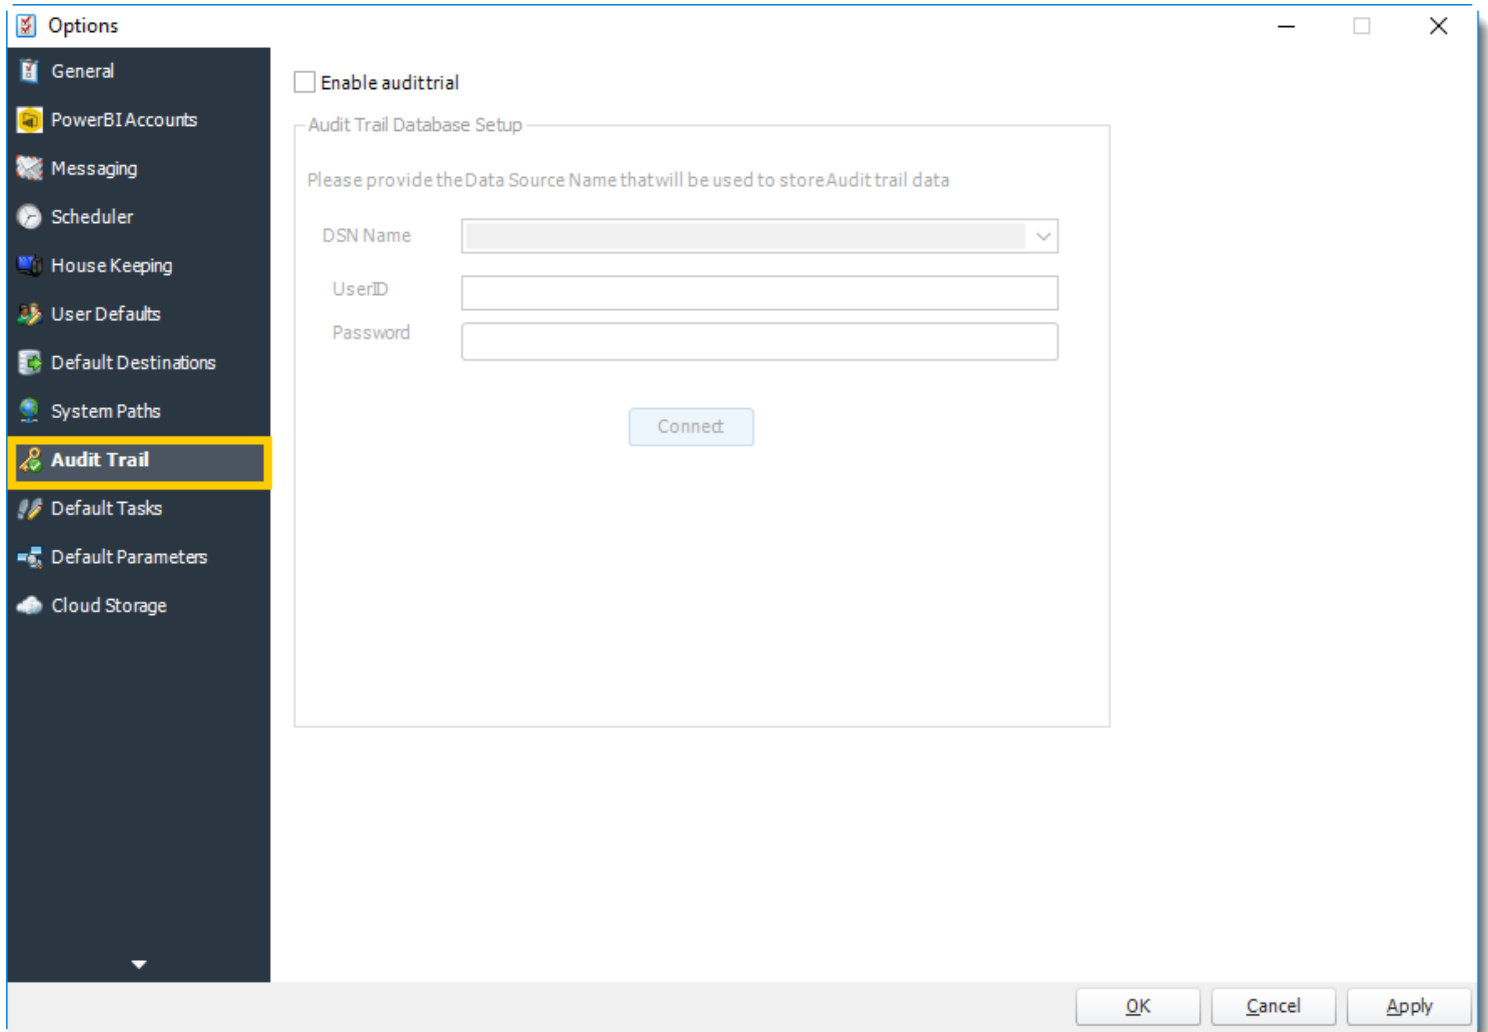 Options
General
PowerBI Accounts
Messaging
Scheduler
House Keeping
User Defaults
Default Destinations
System Paths
Audit Trail
Default Tasks
Default Parameters
Cloud Storage
Enable audit trial
Audit Trail Database Setup
Please provide the Data Source Name that will be used to store Audit trail data
DSN Name
UserID
Password
Connect
OK
Cancel
Apply